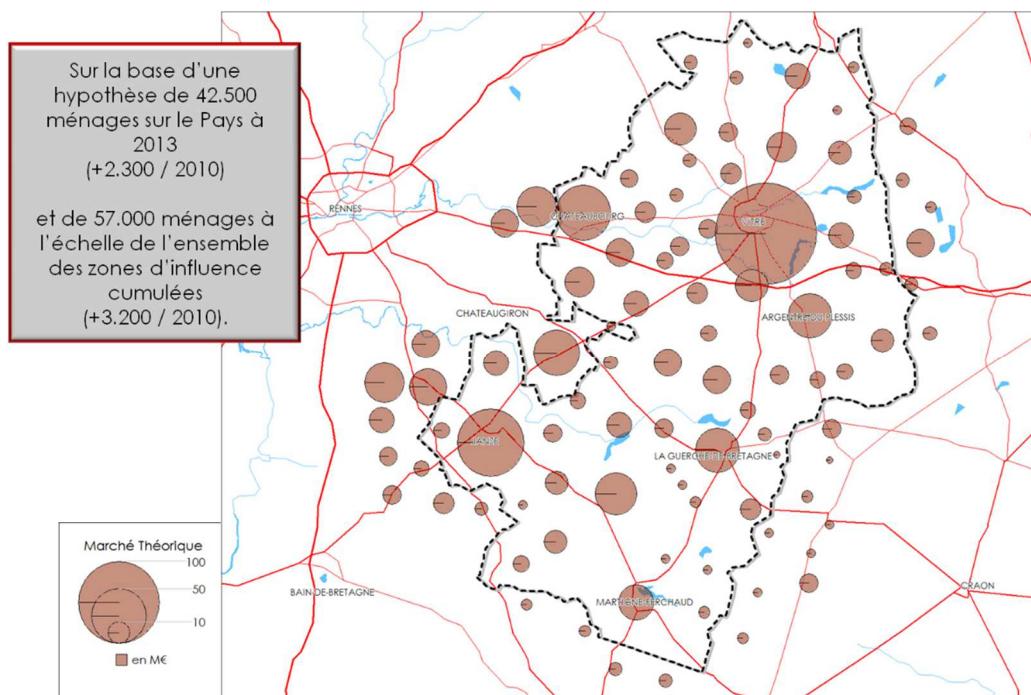 Sur la base d'une
hypothèse de 42.500
ménages sur le Pays à
2013
(+2.300 / 2010)
et de 57.000 ménages à
l'échelle de l'ensemble
des zones d'influence
cumulées
(+3.200 / 2010).
RENNES
CHATEAUBOURG
VITRE
CHATEAUGIRON
ARGENTRE-DU-PLESSIS
JANZE
LA GUERCHE-DE-BRETAGNE
BAIN-DE-BRETAGNE
MARTIGNE-FERCHAUD
CRAON
Marché Théorique
100
50
10
en M€